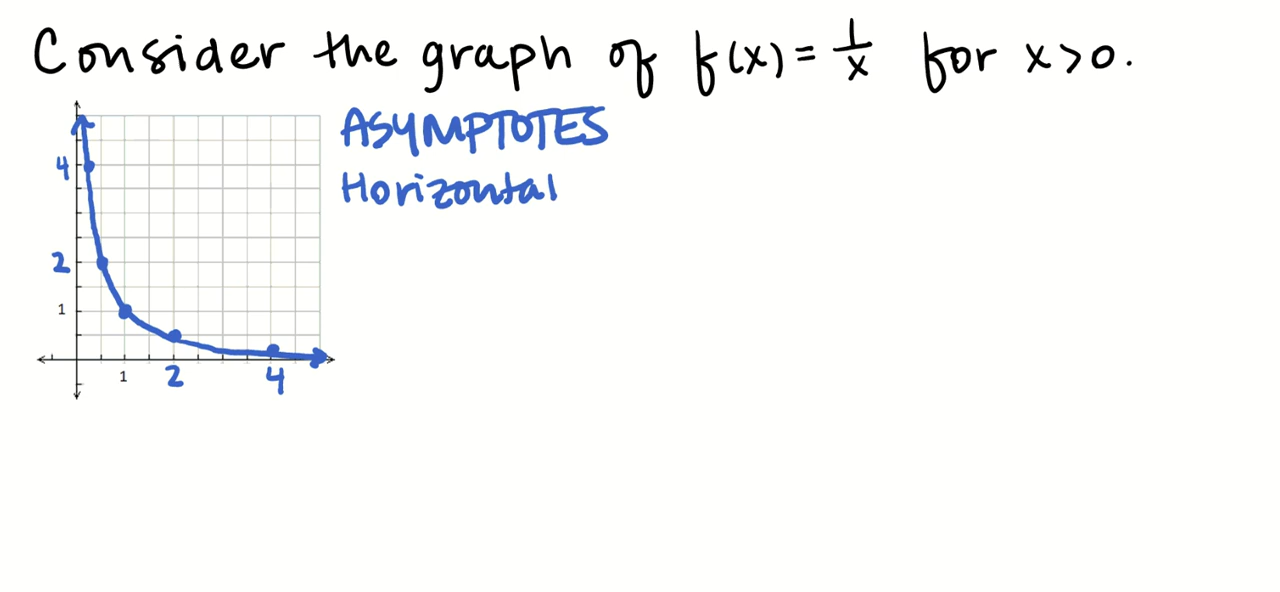 Consider the graph of f(x) = 1/x for x>0.
ASYMPTOTES
Horizontal
4
2
1
1 2 4